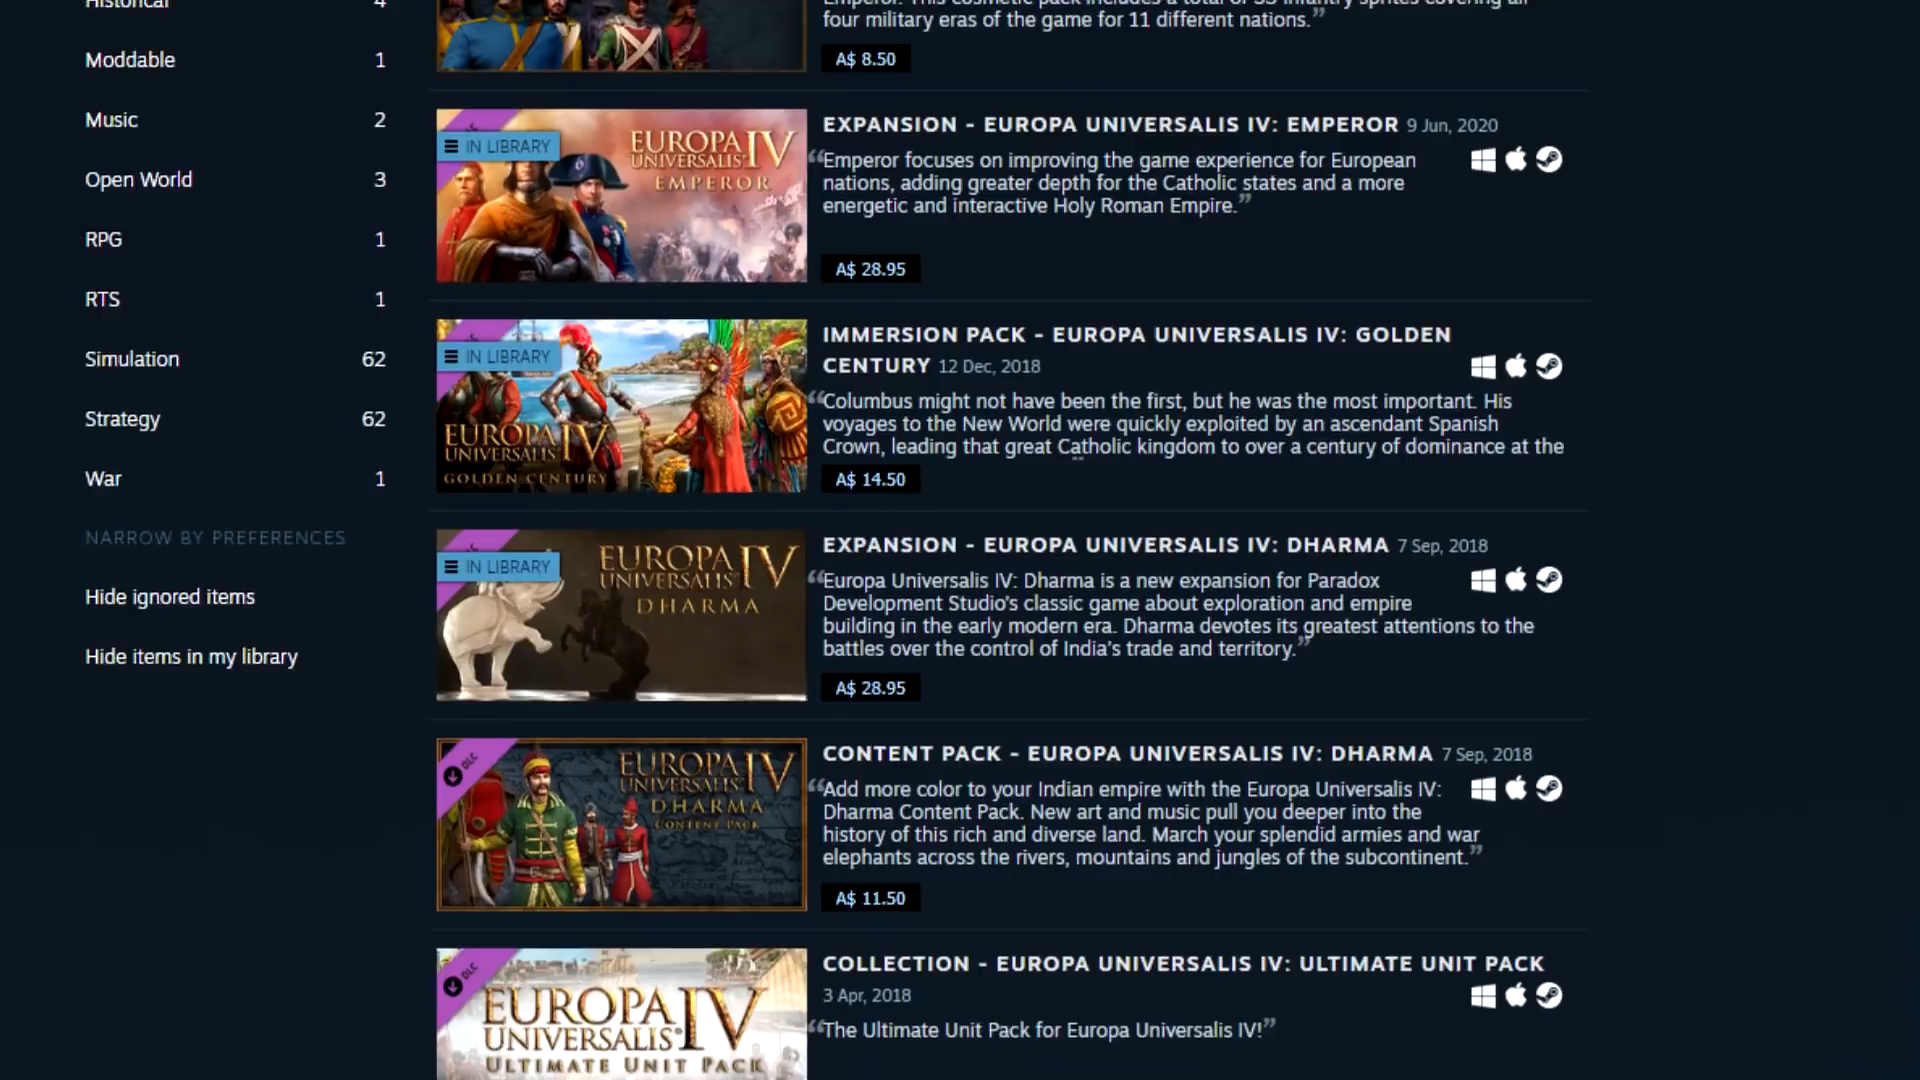 Historical 4
four military eras of the game for 11 different nations.”
A$ 8.50
Moddable 1
Music 2
Open World 3
RPG 1
RTS 1
Simulation 62
Strategy 62
War 1
NARROW BY PREFERENCES
Hide ignored items
Hide items in my library
IN LIBRARY
EUROPA
UNIVERSALIS IV
EMPEROR
EXPANSION - EUROPA UNIVERSALIS IV: EMPEROR 9 Jun, 2020
“Emperor focuses on improving the game experience for European
nations, adding greater depth for the Catholic states and a more
energetic and interactive Holy Roman Empire.”
A$ 28.95
IN LIBRARY
EUROPA
UNIVERSALIS IV
GOLDEN CENTURY
IMMERSION PACK - EUROPA UNIVERSALIS IV: GOLDEN
CENTURY 12 Dec, 2018
“Columbus might not have been the first, but he was the most important. His
voyages to the New World were quickly exploited by an ascendant Spanish
Crown, leading that great Catholic kingdom to over a century of dominance at the
A$ 14.50
IN LIBRARY
EUROPA
UNIVERSALIS IV
DHARMA
EXPANSION - EUROPA UNIVERSALIS IV: DHARMA 7 Sep, 2018
“Europa Universalis IV: Dharma is a new expansion for Paradox
Development Studio’s classic game about exploration and empire
building in the early modern era. Dharma devotes its greatest attentions to the
battles over the control of India’s trade and territory.”
A$ 28.95
DLC
EUROPA
UNIVERSALIS IV
DHARMA
CONTENT PACK
CONTENT PACK - EUROPA UNIVERSALIS IV: DHARMA 7 Sep, 2018
“Add more color to your Indian empire with the Europa Universalis IV:
Dharma Content Pack. New art and music pull you deeper into the
history of this rich and diverse land. March your splendid armies and war
elephants across the rivers, mountains and jungles of the subcontinent.”
A$ 11.50
DLC
EUROPA
UNIVERSALIS IV
ULTIMATE UNIT PACK
COLLECTION - EUROPA UNIVERSALIS IV: ULTIMATE UNIT PACK
3 Apr, 2018
“The Ultimate Unit Pack for Europa Universalis IV!”